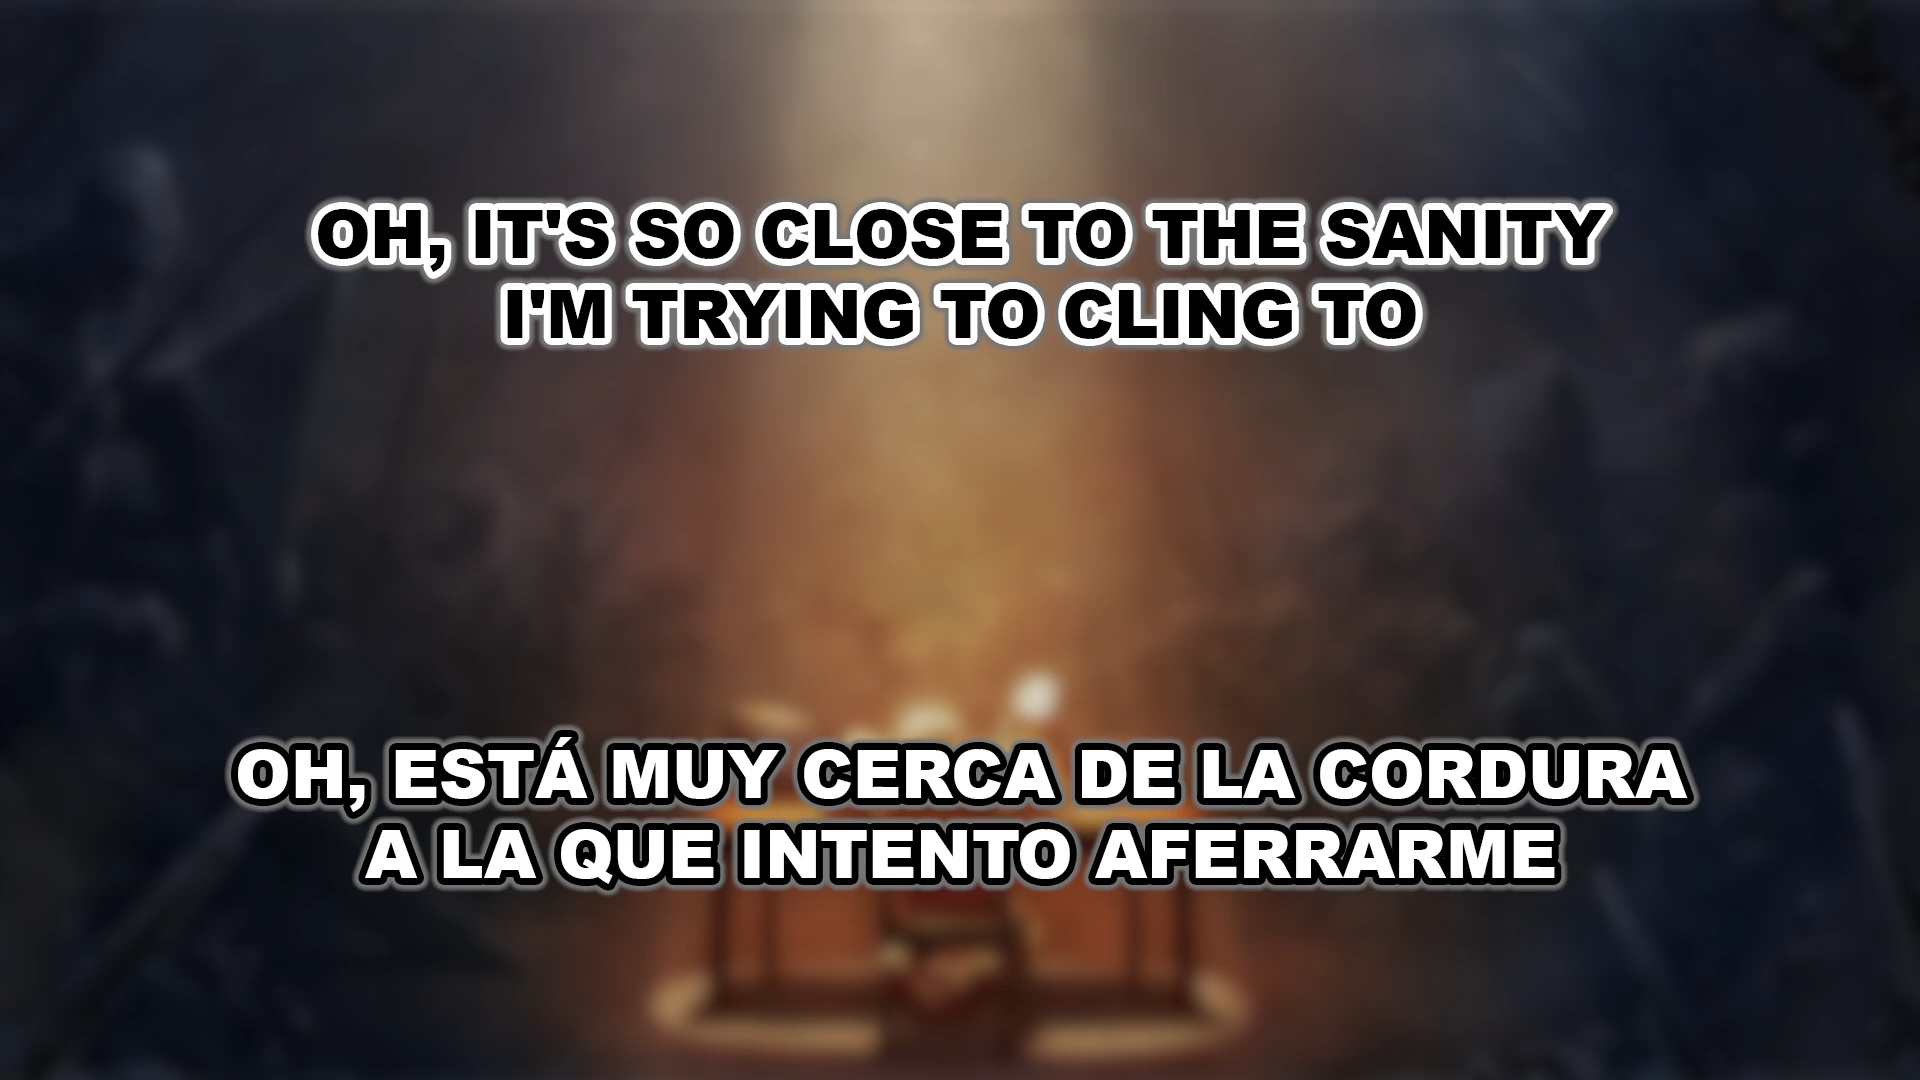 OH, IT'S SO CLOSE TO THE SANITY
I'M TRYING TO CLING TO
OH, ESTÁ MUY CERCA DE LA CORDURA
A LA QUE INTENTO AFERRARME